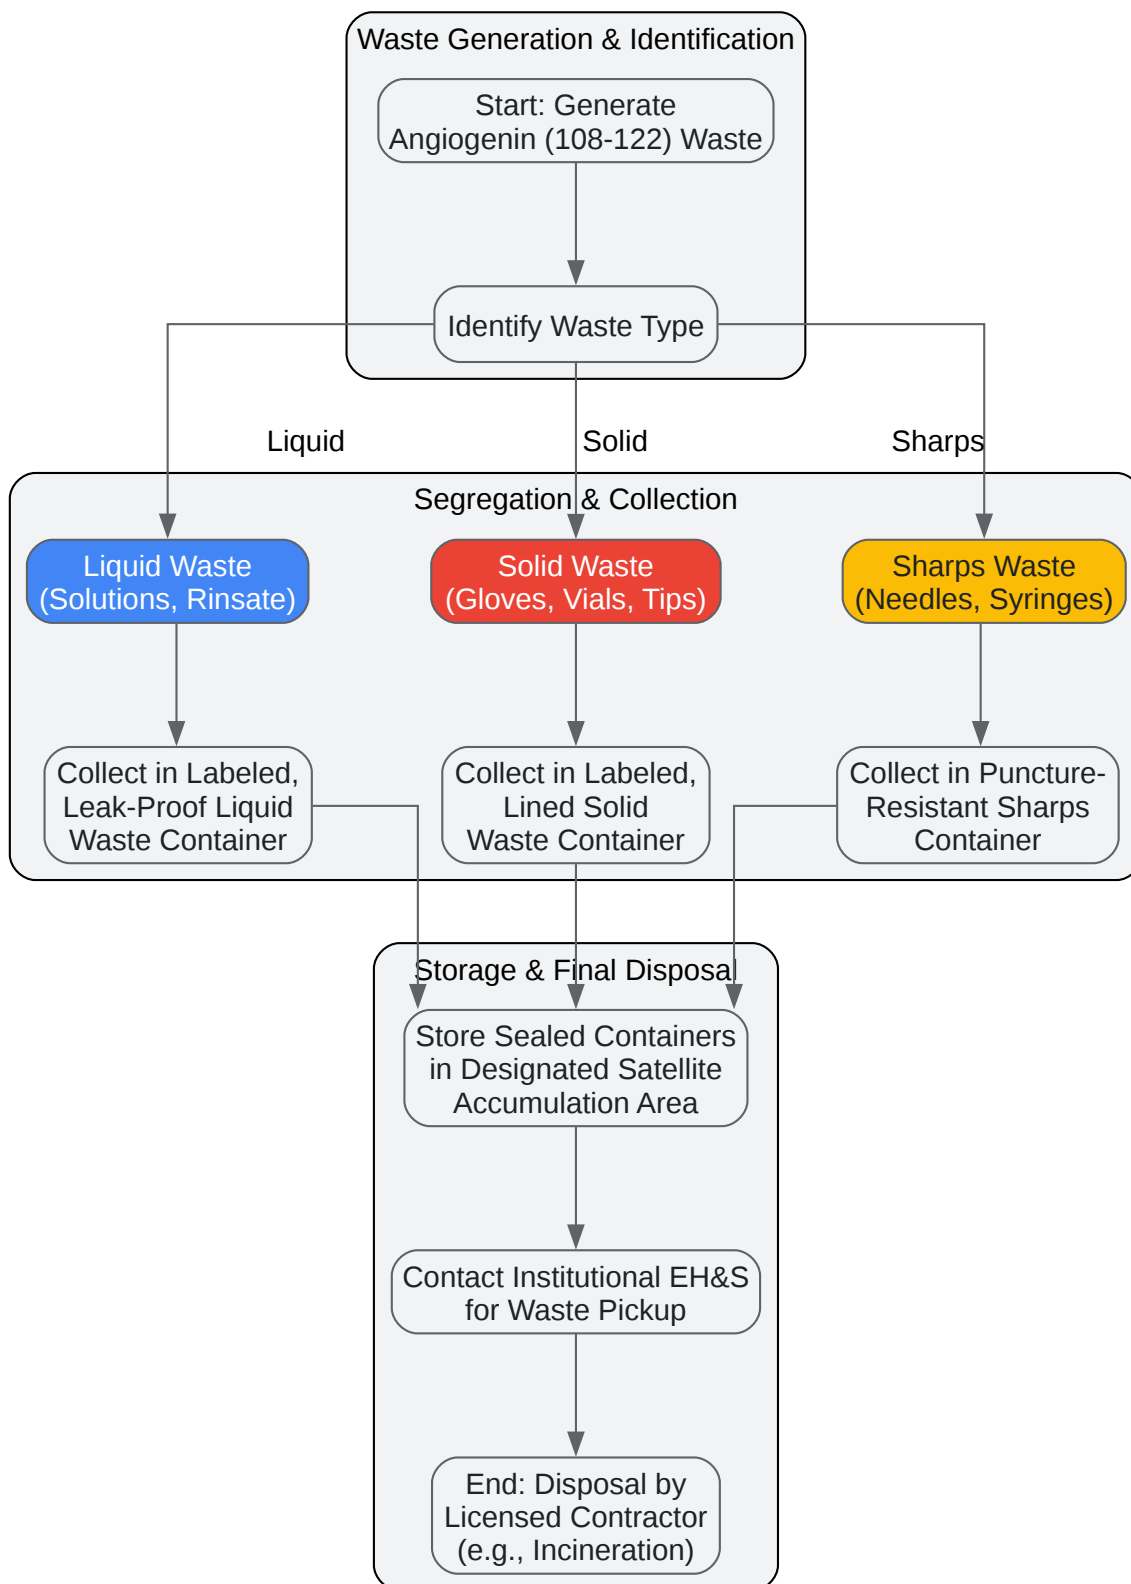 Waste Generation & Identification
Start: Generate
Angiogenin (108-122) Waste
Identify Waste Type
Liquid
Solid
Sharps
Segregation & Collection
Liquid Waste
(Solutions, Rinsate)
Solid Waste
(Gloves, Vials, Tips)
Sharps Waste
(Needles, Syringes)
Collect in Labeled,
Leak-Proof Liquid
Waste Container
Collect in Labeled,
Lined Solid
Waste Container
Collect in Puncture-
Resistant Sharps
Container
Storage & Final Disposal
Store Sealed Containers
in Designated Satellite
Accumulation Area
Contact Institutional EH&S
for Waste Pickup
End: Disposal by
Licensed Contractor
(e.g., Incineration)